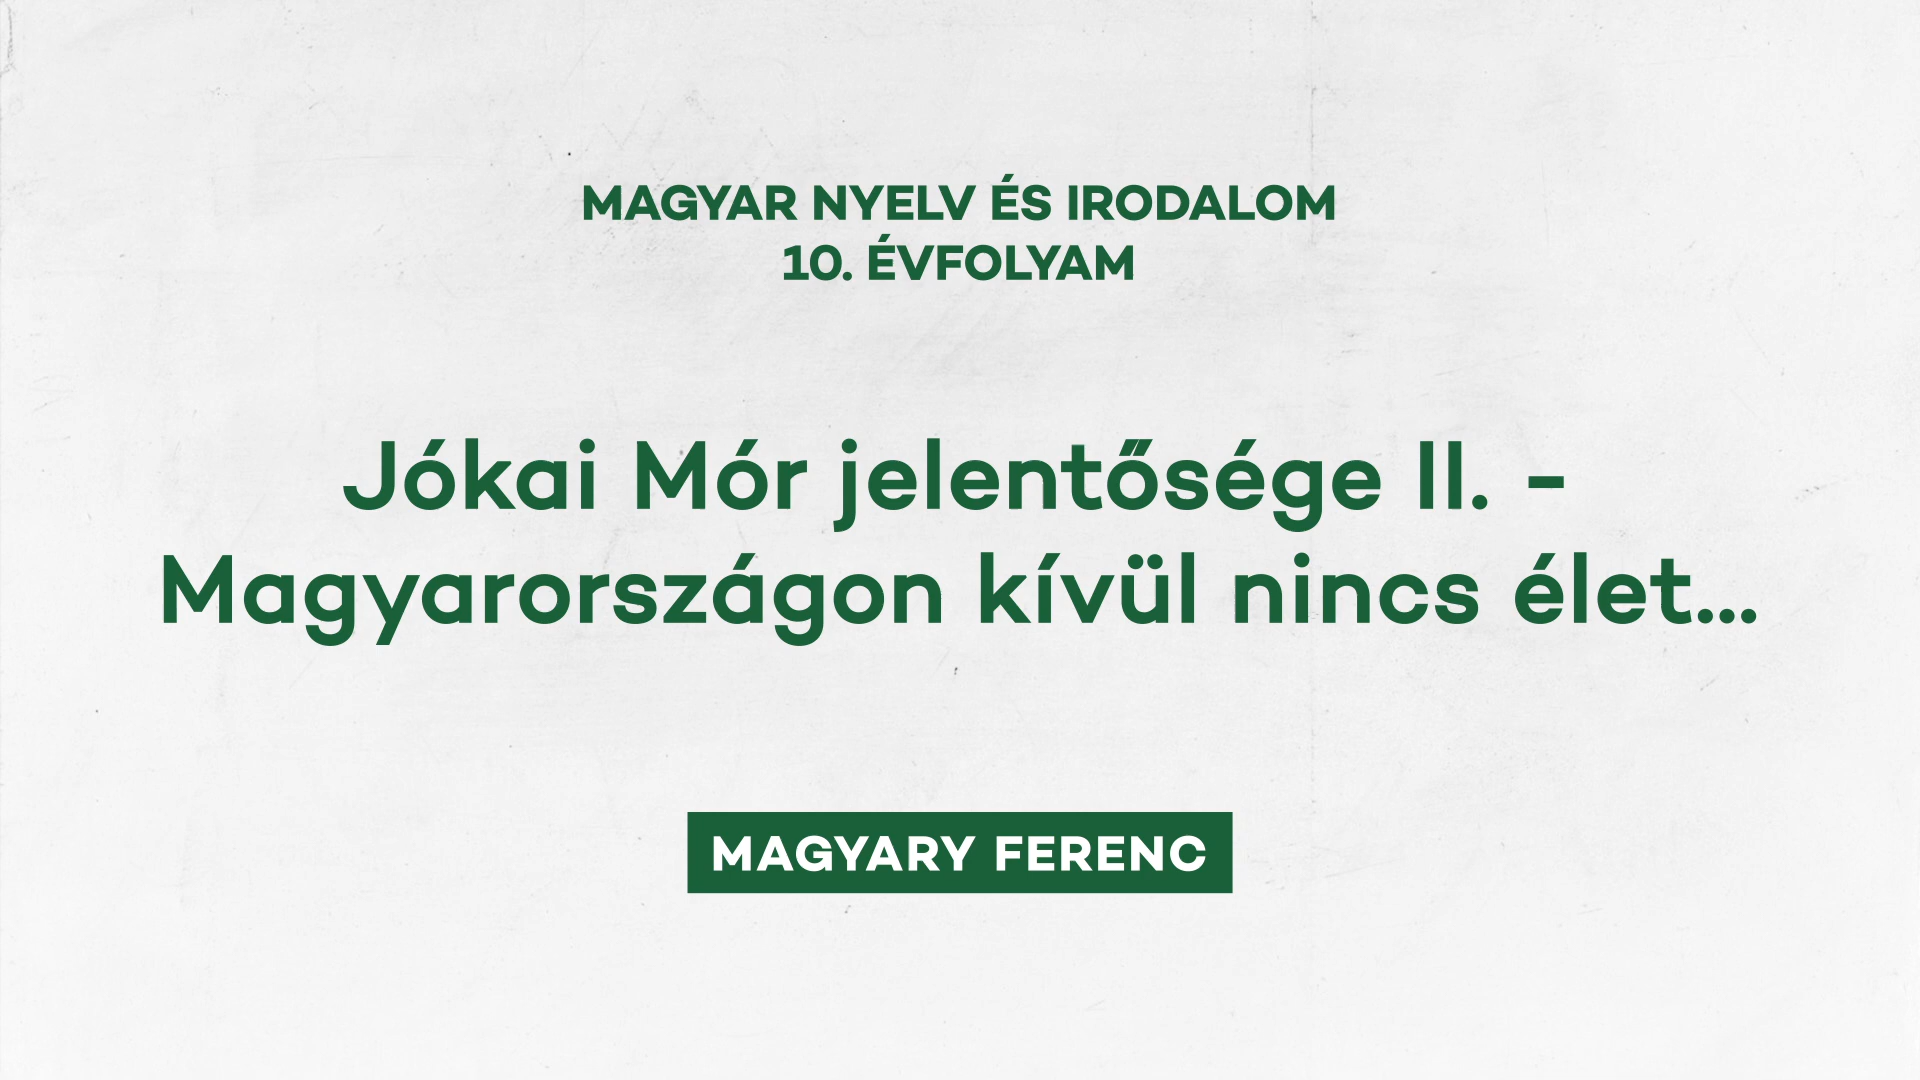 MAGYAR NYELV ÉS IRODALOM
10. ÉVFOLYAM
Jókai Mór jelentősége II. -
Magyarországon kívül nincs élet...
MAGYARY FERENC